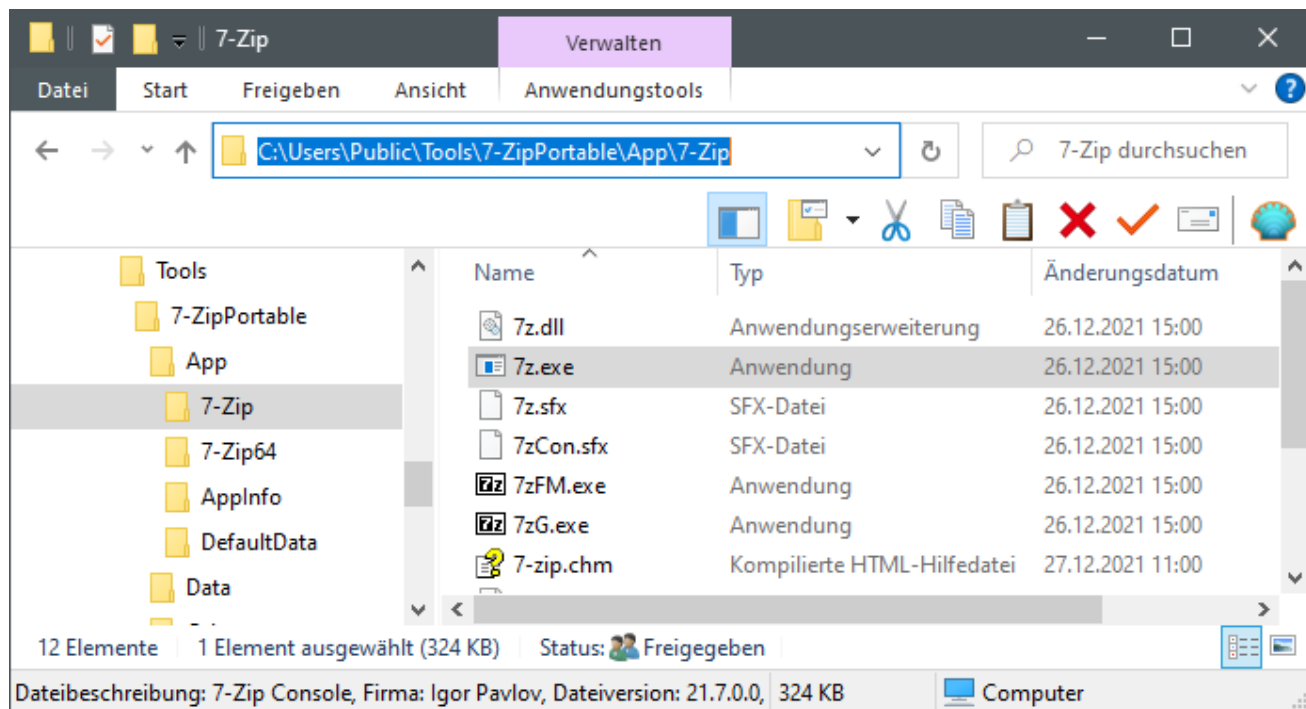 7-Zip
Verwalten
Datei Start Freigeben Ansicht Anwendungstools
C:\Users\Public\Tools\7-ZipPortable\App\7-Zip
7-Zip durchsuchen
Tools
7-ZipPortable
App
7-Zip
7-Zip64
AppInfo
DefaultData
Data
Name Typ Änderungsdatum
7z.dll Anwendungserweiterung 26.12.2021 15:00
7z.exe Anwendung 26.12.2021 15:00
7z.sfx SFX-Datei 26.12.2021 15:00
7zCon.sfx SFX-Datei 26.12.2021 15:00
7zFM.exe Anwendung 26.12.2021 15:00
7zG.exe Anwendung 26.12.2021 15:00
7-zip.chm Kompilierte HTML-Hilfedatei 27.12.2021 11:00
12 Elemente 1 Element ausgewählt (324 KB) Status: Freigegeben
Dateibeschreibung: 7-Zip Console, Firma: Igor Pavlov, Dateiversion: 21.7.0.0, 324 KB Computer